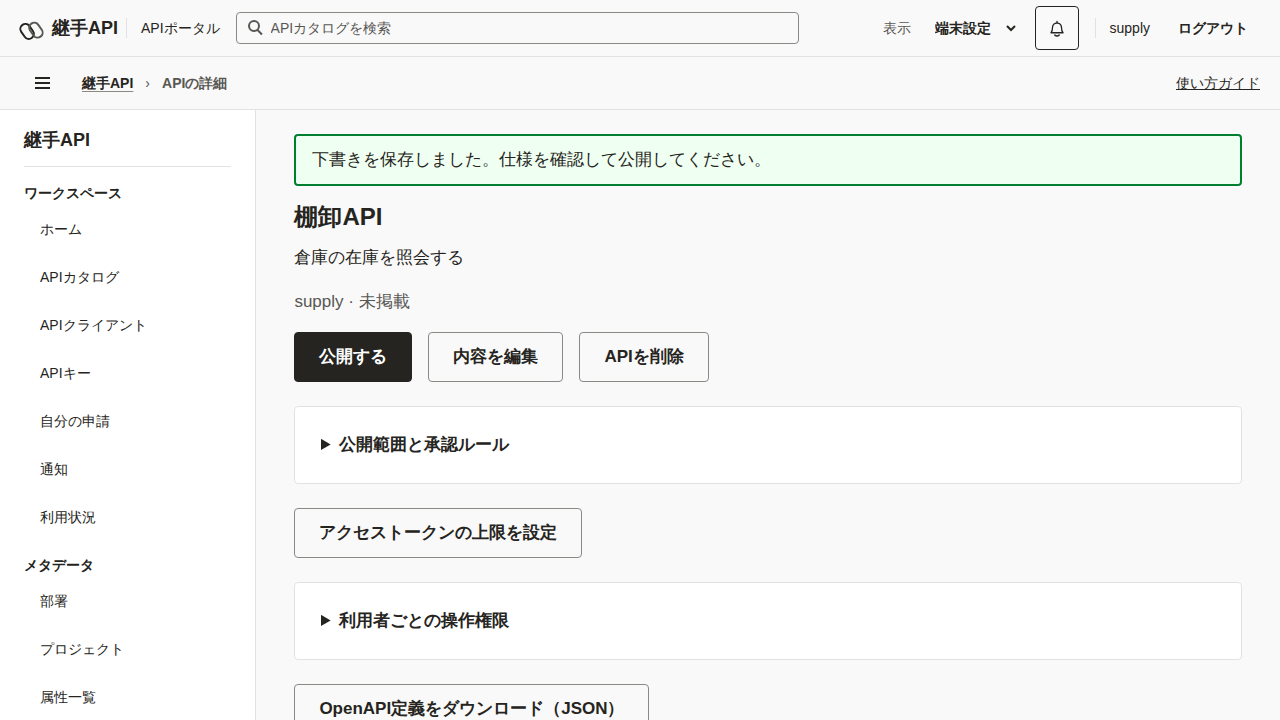 継手API
APIポータル
APIカタログを検索
表示
端末設定
supply
ログアウト
継手API › APIの詳細
使い方ガイド
継手API
ワークスペース
ホーム
APIカタログ
APIクライアント
APIキー
自分の申請
通知
利用状況
メタデータ
部署
プロジェクト
属性一覧
下書きを保存しました。仕様を確認して公開してください。
棚卸API
倉庫の在庫を照会する
supply · 未掲載
公開する
内容を編集
APIを削除
▶ 公開範囲と承認ルール
アクセストークンの上限を設定
▶ 利用者ごとの操作権限
OpenAPI定義をダウンロード（JSON）